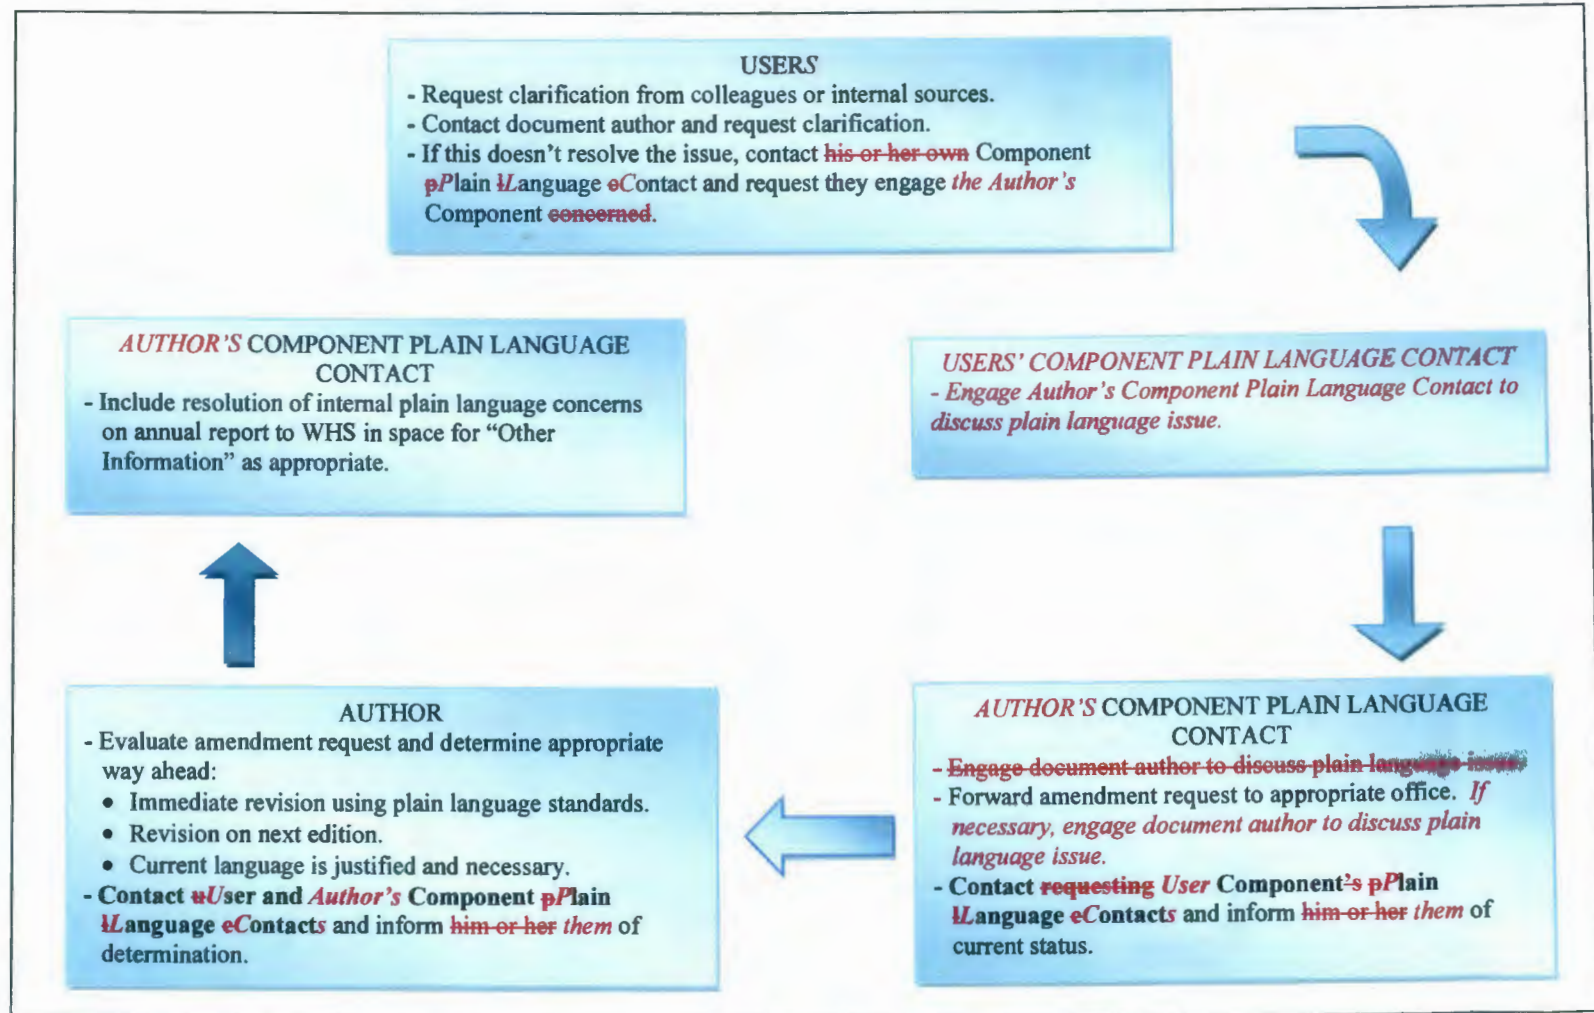 USERS
- Request clarification from colleagues or internal sources.
- Contact document author and request clarification.
- If this doesn't resolve the issue, contact his or her own Component
pPlain lLanguage cContact and request they engage the Author's
Component concerned.
USERS' COMPONENT PLAIN LANGUAGE CONTACT
- Engage Author's Component Plain Language Contact to
discuss plain language issue.
AUTHOR'S COMPONENT PLAIN LANGUAGE
CONTACT
- Engage document author to discuss plain language issue.
- Forward amendment request to appropriate office. If
necessary, engage document author to discuss plain
language issue.
- Contact requesting User Component's pPlain
lLanguage cContacts and inform him or her them of
current status.
AUTHOR
- Evaluate amendment request and determine appropriate
way ahead:
• Immediate revision using plain language standards.
• Revision on next edition.
• Current language is justified and necessary.
- Contact uUser and Author's Component pPlain
lLanguage cContacts and inform him or her them of
determination.
AUTHOR'S COMPONENT PLAIN LANGUAGE
CONTACT
- Include resolution of internal plain language concerns
on annual report to WHS in space for "Other
Information" as appropriate.